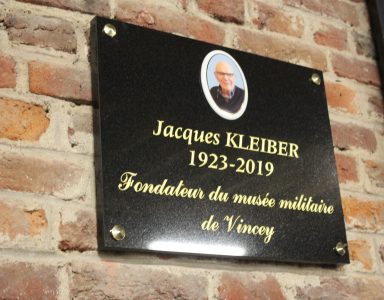 Jacques KLEIBER
1923-2019
Fondateur du musée militaire
de Vincey